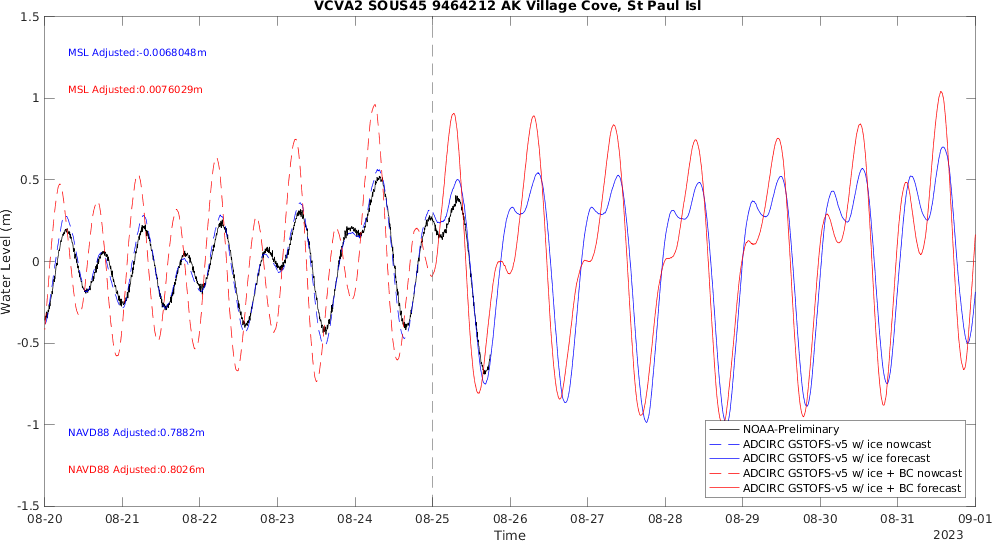 VCVA2 SOUS45 9464212 AK Village Cove, St Paul Isl
1.5
MSL Adjusted:-0.0068048m
MSL Adjusted:0.0076029m
1
0.5
Water Level (m)
0
-0.5
-1
NAVD88 Adjusted:0.7882m
NAVD88 Adjusted:0.8026m
-1.5
NOAA-Preliminary
ADCIRC GSTOFS-v5 w/ ice nowcast
ADCIRC GSTOFS-v5 w/ ice forecast
ADCIRC GSTOFS-v5 w/ ice + BC nowcast
ADCIRC GSTOFS-v5 w/ ice + BC forecast
08-20 08-21 08-22 08-23 08-24 08-25 08-26 08-27 08-28 08-29 08-30 08-31 09-01
Time
2023